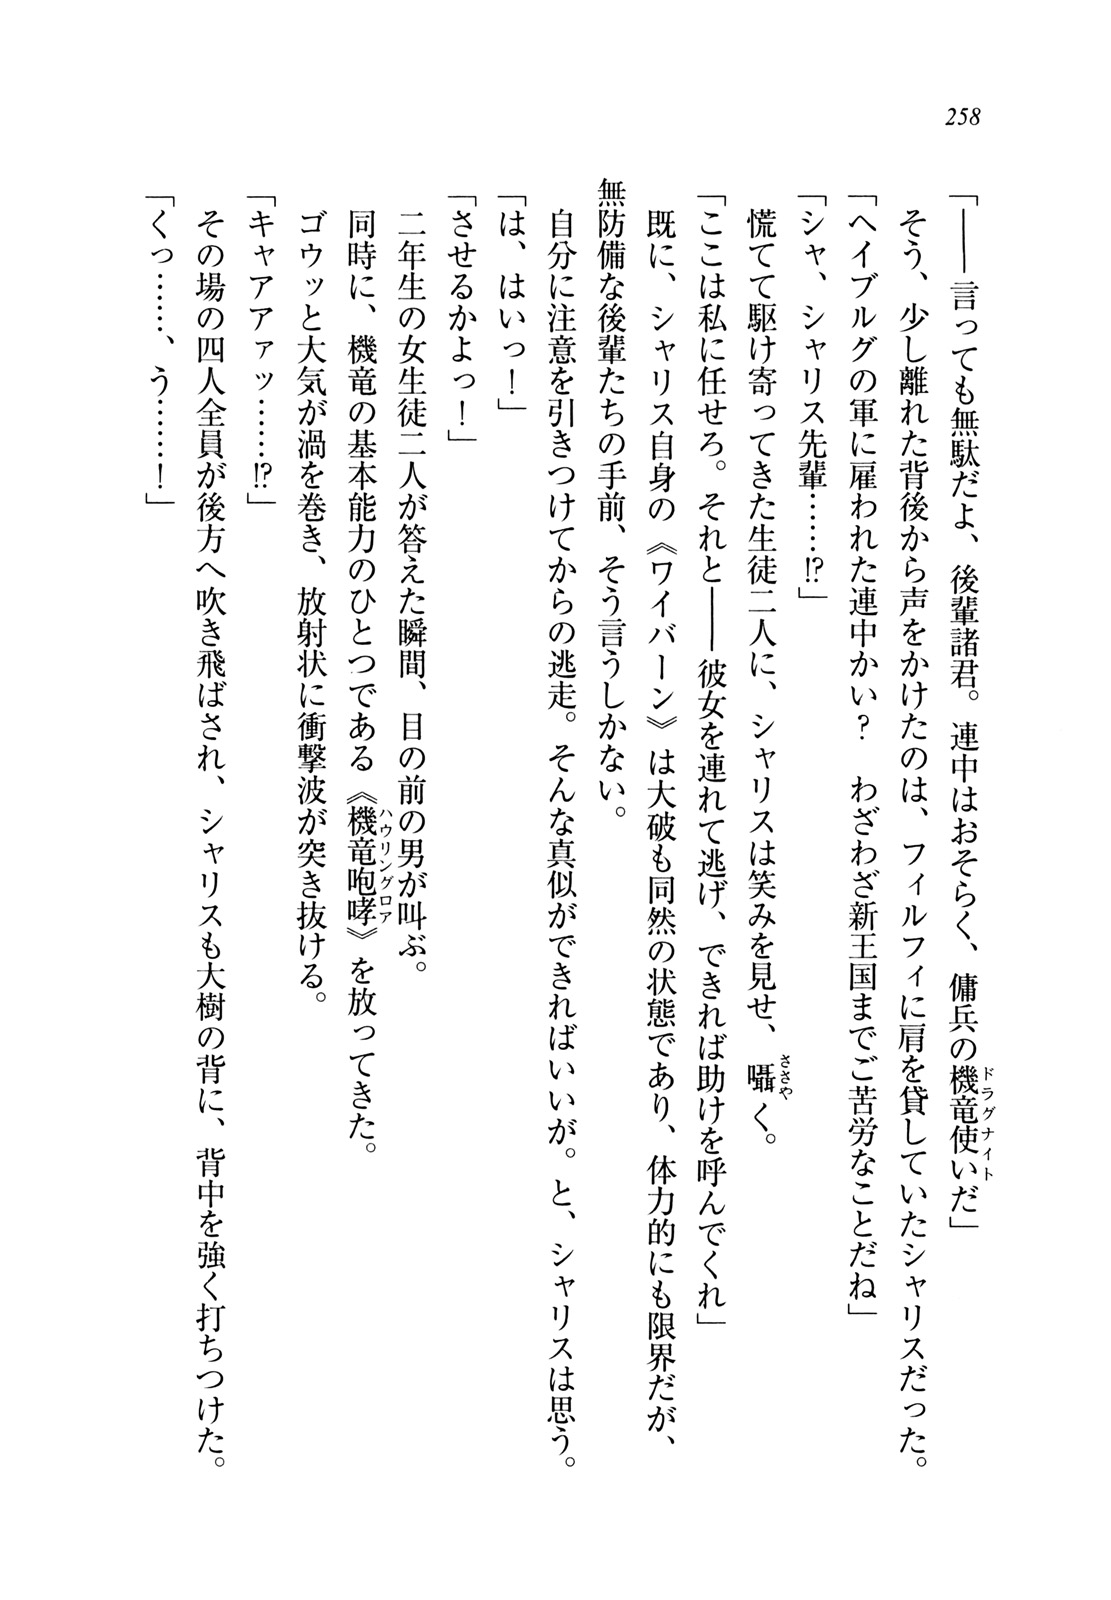 258
「――言っても無駄だよ、後輩諸君。連中はおそらく、傭兵の機竜使いだ」
ドラグナイト
そう、少し離れた背後から声をかけたのは、フィルフィに肩を貸していたシャリスだった。
「ヘイブルグの軍に雇われた連中かい？　わざわざ新王国までご苦労なことだね」
「シャ、シャリス先輩……⁉」
慌てて駆け寄ってきた生徒二人に、シャリスは笑みを見せ、囁く。
ささや
「ここは私に任せろ。それと――彼女を連れて逃げ、できれば助けを呼んでくれ」
既に、シャリス自身の《ワイバーン》は大破も同然の状態であり、体力的にも限界だが、
無防備な後輩たちの手前、そう言うしかない。
自分に注意を引きつけてからの逃走。そんな真似ができればいいが。と、シャリスは思う。
「は、はいっ！」
「させるかよっ！」
二年生の女生徒二人が答えた瞬間、目の前の男が叫ぶ。
同時に、機竜の基本能力のひとつである《機竜咆哮》を放ってきた。
ハウリングロア
ゴウッと大気が渦を巻き、放射状に衝撃波が突き抜ける。
「キャアアァッ……⁉」
その場の四人全員が後方へ吹き飛ばされ、シャリスも大樹の背に、背中を強く打ちつけた。
「くっ……、う……！」